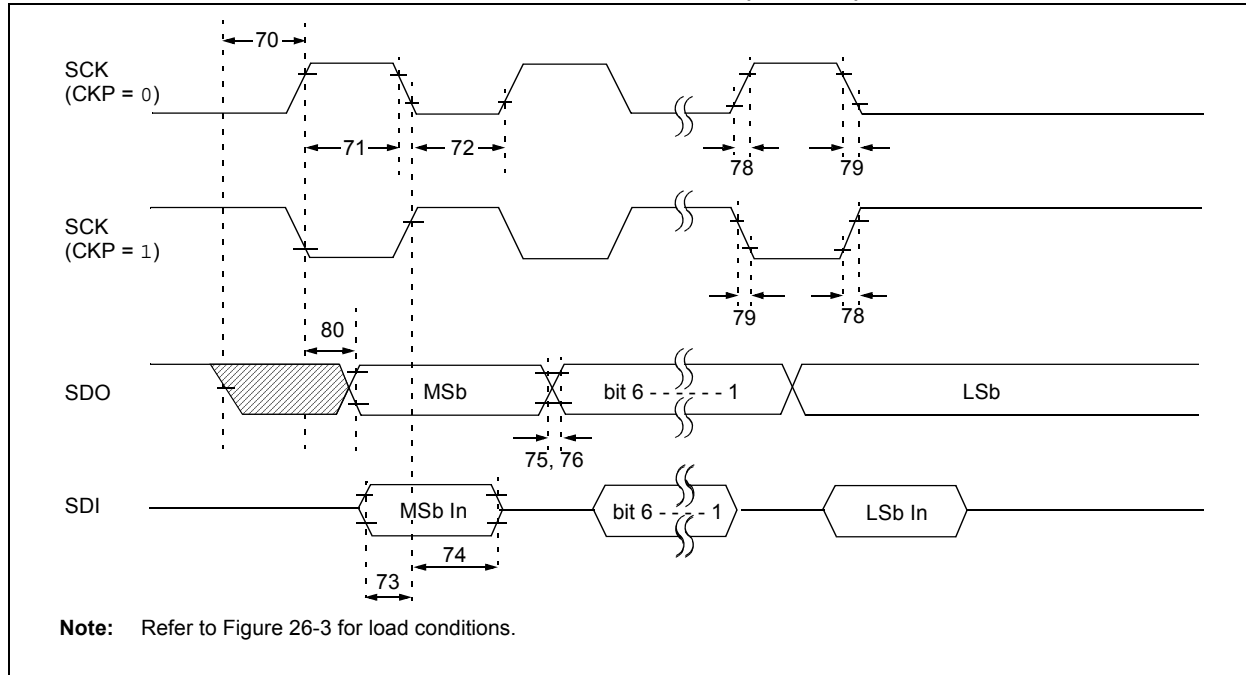 70
SCK
(CKP = 0)
71
72
78
79
SCK
(CKP = 1)
79
78
80
SDO
MSb
bit 6 - - - - - - 1
LSb
75, 76
SDI
MSb In
bit 6 - - - - - 1
LSb In
74
73
Note: Refer to Figure 26-3 for load conditions.